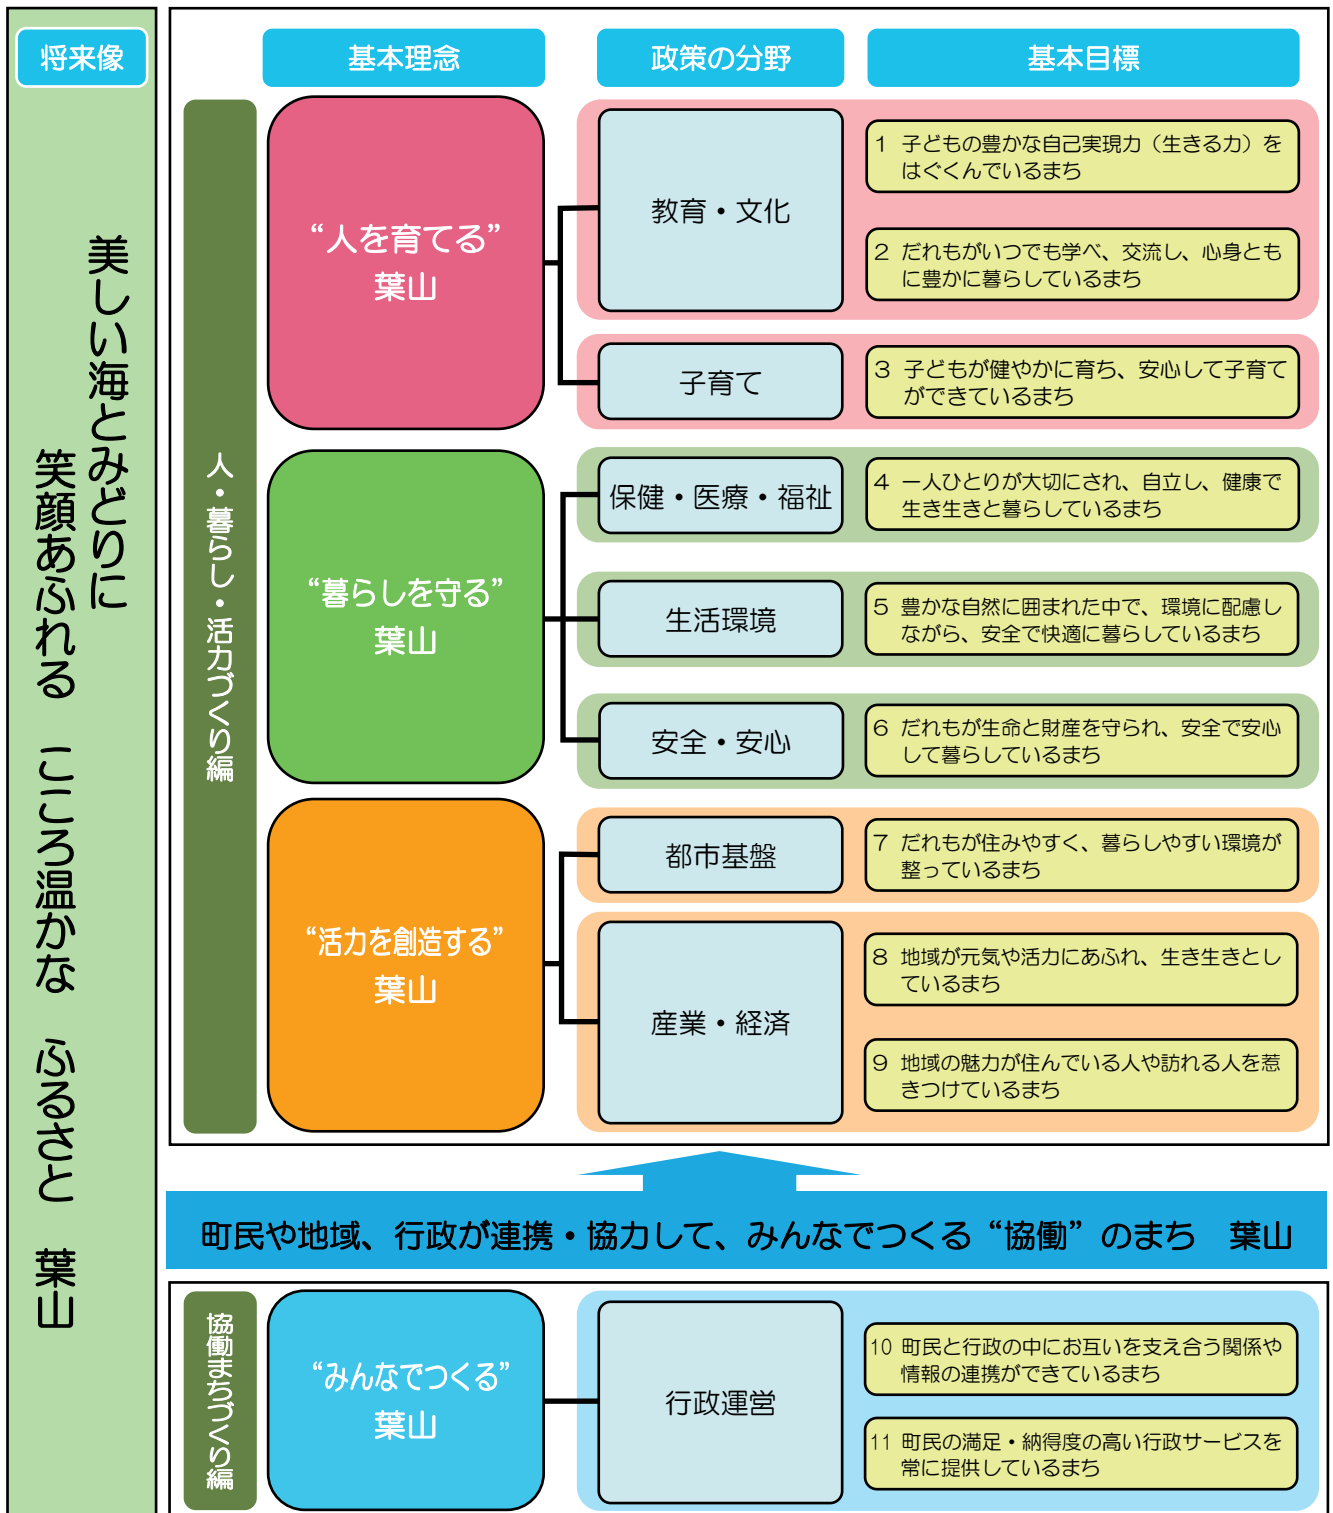 将来像
美しい海とみどりに
笑顔あふれる　こころ温かな　ふるさと　葉山
基本理念
政策の分野
基本目標
人・暮らし・活力づくり編
“人を育てる”
葉山
教育・文化
1 子どもの豊かな自己実現力（生きる力）を
はぐくんでいるまち
2 だれもがいつでも学べ、交流し、心身とも
に豊かに暮らしているまち
子育て
3 子どもが健やかに育ち、安心して子育て
ができているまち
“暮らしを守る”
葉山
保健・医療・福祉
4 一人ひとりが大切にされ、自立し、健康で
生き生きと暮らしているまち
生活環境
5 豊かな自然に囲まれた中で、環境に配慮し
ながら、安全で快適に暮らしているまち
安全・安心
6 だれもが生命と財産を守られ、安全で安心
して暮らしているまち
“活力を創造する”
葉山
都市基盤
7 だれもが住みやすく、暮らしやすい環境が
整っているまち
産業・経済
8 地域が元気や活力にあふれ、生き生きとし
ているまち
9 地域の魅力が住んでいる人や訪れる人を惹
きつけているまち
町民や地域、行政が連携・協力して、みんなでつくる“協働”のまち　葉山
協働まちづくり編
“みんなでつくる”
葉山
行政運営
10 町民と行政の中にお互いを支え合う関係や
情報の連携ができているまち
11 町民の満足・納得度の高い行政サービスを
常に提供しているまち